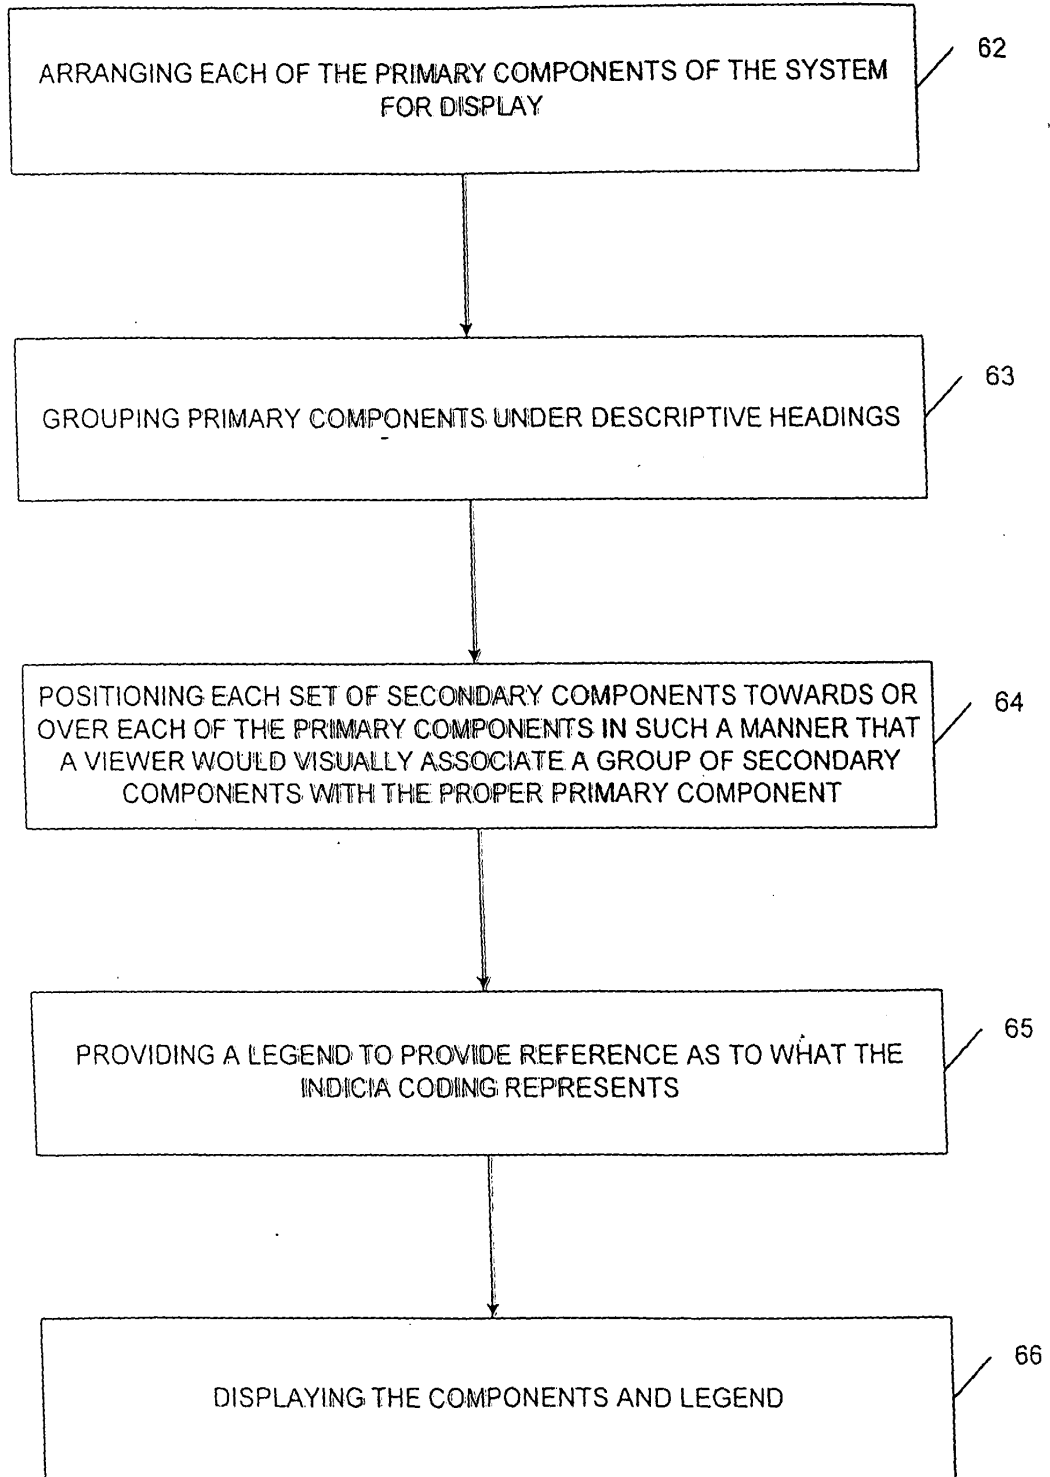 62
ARRANGING EACH OF THE PRIMARY COMPONENTS OF THE SYSTEM
FOR DISPLAY
63
GROUPING PRIMARY COMPONENTS UNDER DESCRIPTIVE HEADINGS
64
POSITIONING EACH SET OF SECONDARY COMPONENTS TOWARDS OR
OVER EACH OF THE PRIMARY COMPONENTS IN SUCH A MANNER THAT
A VIEWER WOULD VISUALLY ASSOCIATE A GROUP OF SECONDARY
COMPONENTS WITH THE PROPER PRIMARY COMPONENT
65
PROVIDING A LEGEND TO PROVIDE REFERENCE AS TO WHAT THE
INDICIA CODING REPRESENTS
66
DISPLAYING THE COMPONENTS AND LEGEND